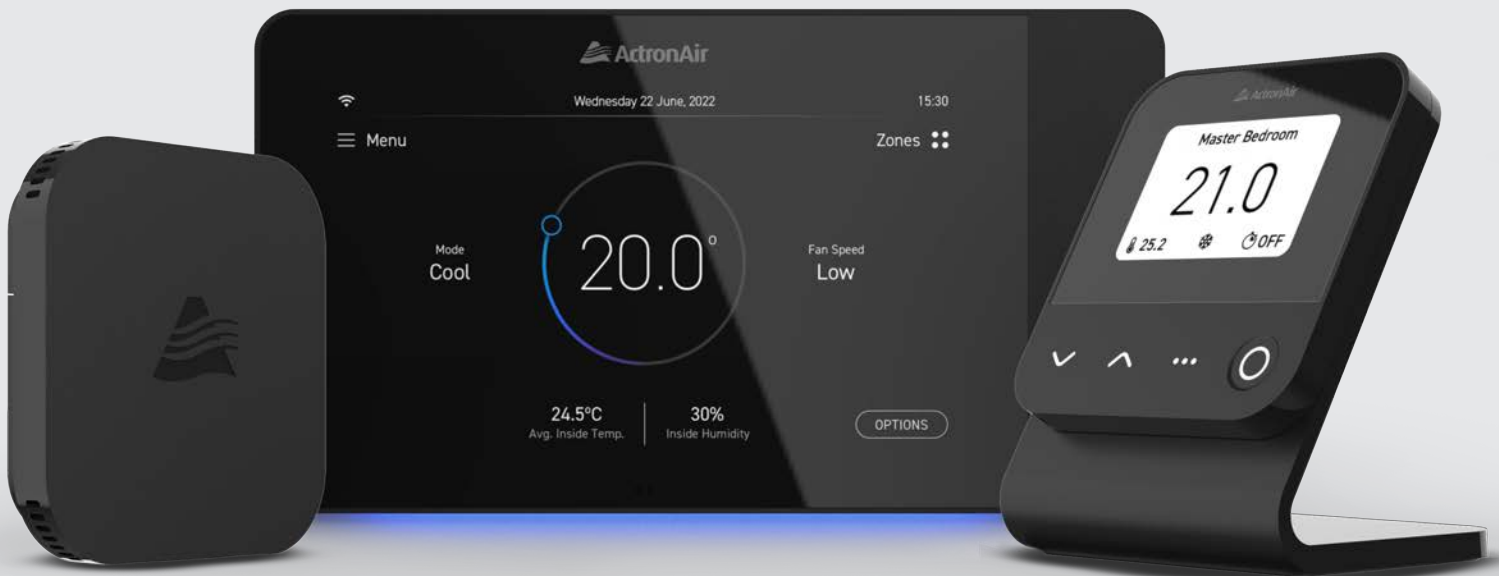 ActronAir
Wednesday 22 June, 2022
15:30
Menu
Zones
Mode
Cool
20.0°
Fan Speed
Low
24.5°C
Avg. Inside Temp.
30%
Inside Humidity
OPTIONS
ActronAir
Master Bedroom
21.0
25.2
OFF